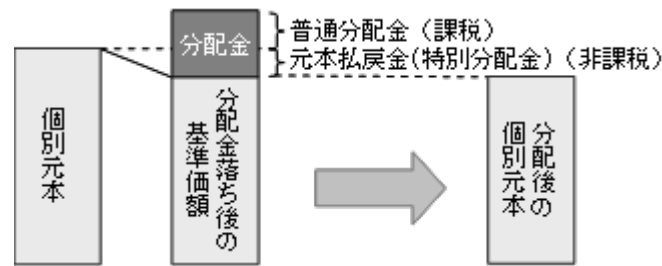 分配金
普通分配金（課税）
元本払戻金(特別分配金)（非課税）
個別元本
分配金落ち後の
基準価額
分配後の
個別元本